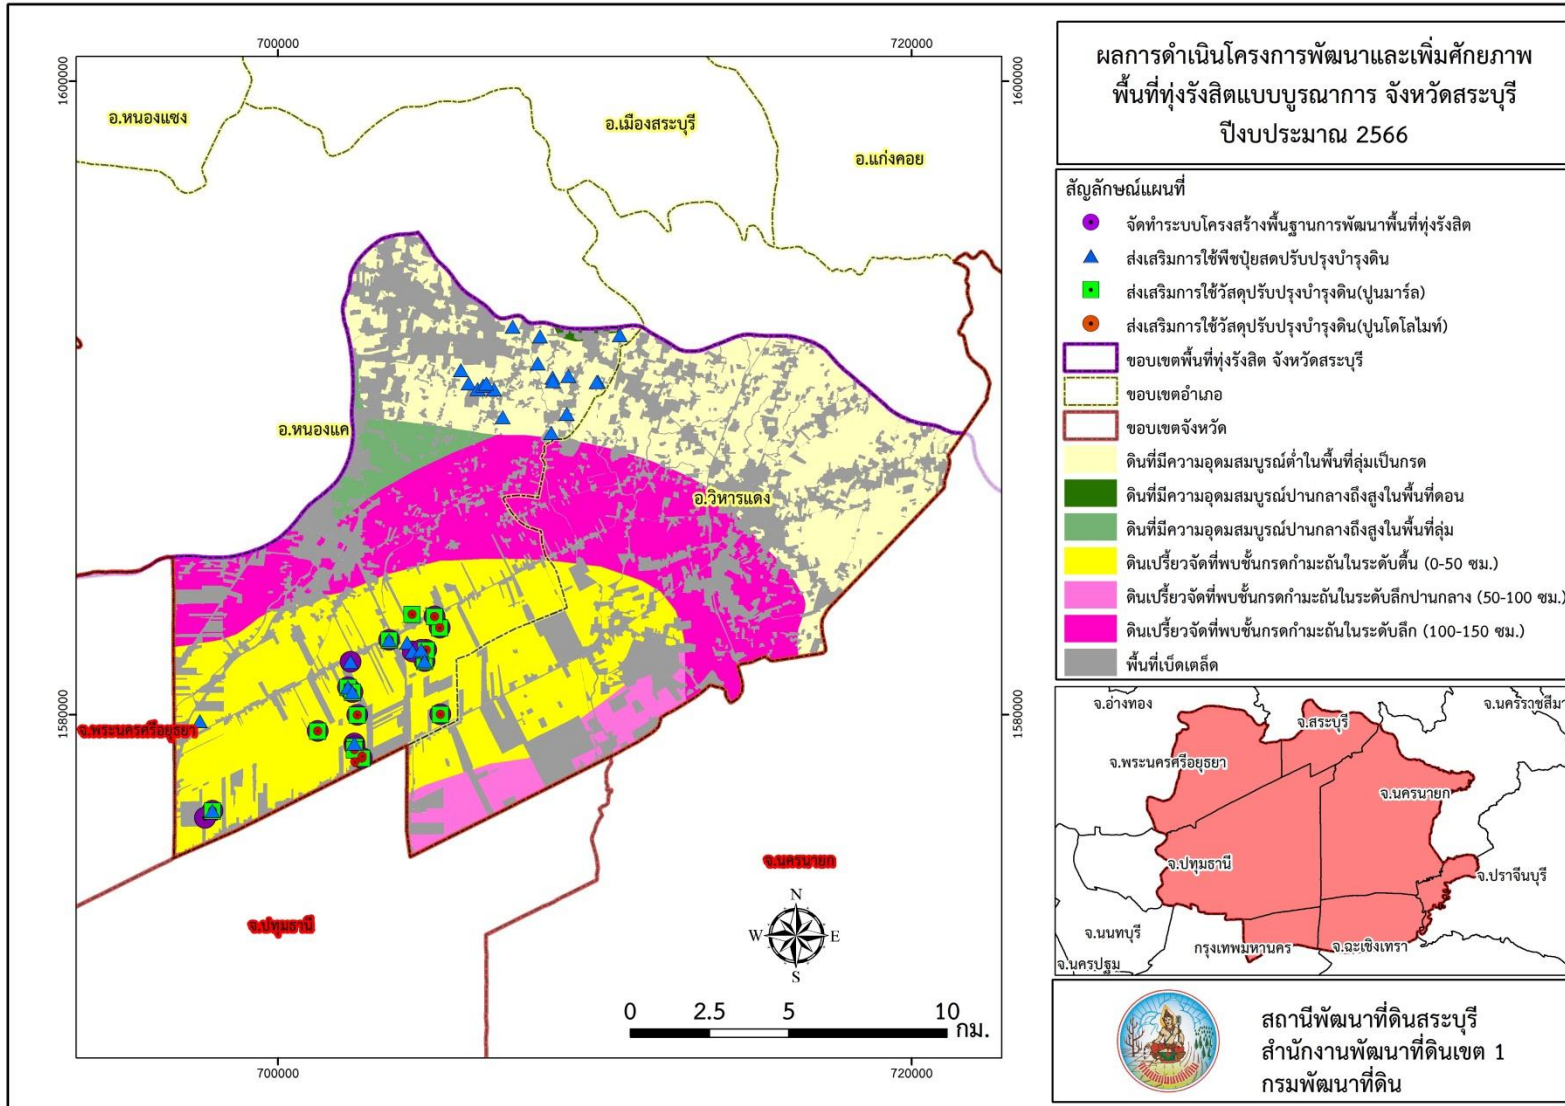 ผลการดำเนินโครงการพัฒนาและเพิ่มศักยภาพ
พื้นที่ทุ่งรังสิตแบบบูรณาการ จังหวัดสระบุรี
ปีงบประมาณ 2566
สัญลักษณ์แผนที่
จัดทำระบบโครงสร้างพื้นฐานการพัฒนาพื้นที่ทุ่งรังสิต
ส่งเสริมการใช้พืชปุ๋ยสดปรับปรุงบำรุงดิน
ส่งเสริมการใช้วัสดุปรับปรุงบำรุงดิน(ปูนมาร์ล)
ส่งเสริมการใช้วัสดุปรับปรุงบำรุงดิน(ปูนโดโลไมท์)
ขอบเขตพื้นที่ทุ่งรังสิต จังหวัดสระบุรี
ขอบเขตอำเภอ
ขอบเขตจังหวัด
ดินที่มีความอุดมสมบูรณ์ต่ำในพื้นที่ลุ่มเป็นกรด
ดินที่มีความอุดมสมบูรณ์ปานกลางถึงสูงในพื้นที่ดอน
ดินที่มีความอุดมสมบูรณ์ปานกลางถึงสูงในพื้นที่ลุ่ม
ดินเปรี้ยวจัดที่พบชั้นกรดกำมะถันในระดับตื้น (0-50 ซม.)
ดินเปรี้ยวจัดที่พบชั้นกรดกำมะถันในระดับลึกปานกลาง (50-100 ซม.)
ดินเปรี้ยวจัดที่พบชั้นกรดกำมะถันในระดับลึก (100-150 ซม.)
พื้นที่เบ็ดเตล็ด
700000
720000
1600000
1600000
อ.หนองแซง
อ.เมืองสระบุรี
อ.แก่งคอย
อ.หนองแค
อ.วิหารแดง
1580000
1580000
จ.พระนครศรีอยุธยา
จ.นครนายก
จ.ปทุมธานี
N
W
E
S
0
2.5
5
10
กม.
700000
720000
จ.อ่างทอง
จ.สระบุรี
จ.นครราชสีมา
จ.พระนครศรีอยุธยา
จ.นครนายก
จ.ปทุมธานี
จ.ปราจีนบุรี
จ.นนทบุรี
กรุงเทพมหานคร
จ.ฉะเชิงเทรา
จ.นครปฐม
สถานีพัฒนาที่ดินสระบุรี
สำนักงานพัฒนาที่ดินเขต 1
กรมพัฒนาที่ดิน